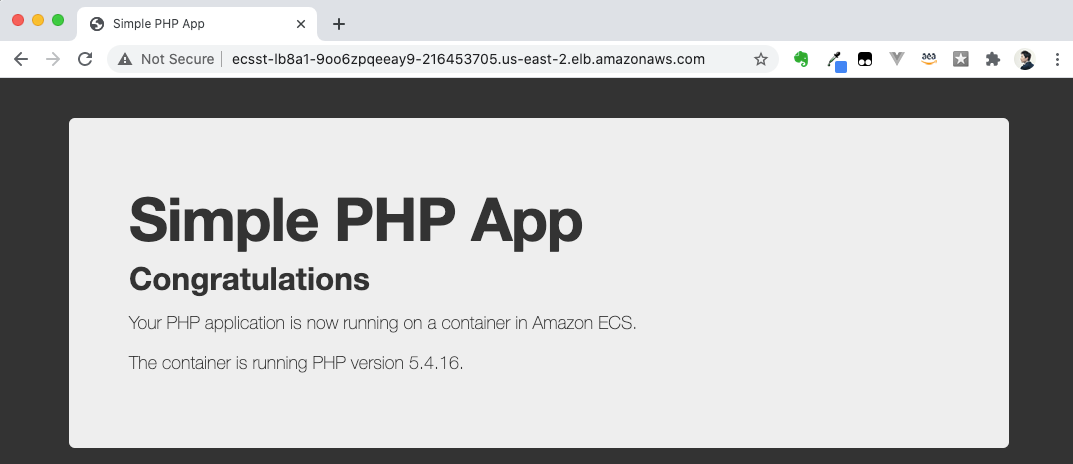 Simple PHP App
Not Secure | ecsst-lb8a1-9oo6zpqeeay9-216453705.us-east-2.elb.amazonaws.com
Simple PHP App
Congratulations
Your PHP application is now running on a container in Amazon ECS.
The container is running PHP version 5.4.16.